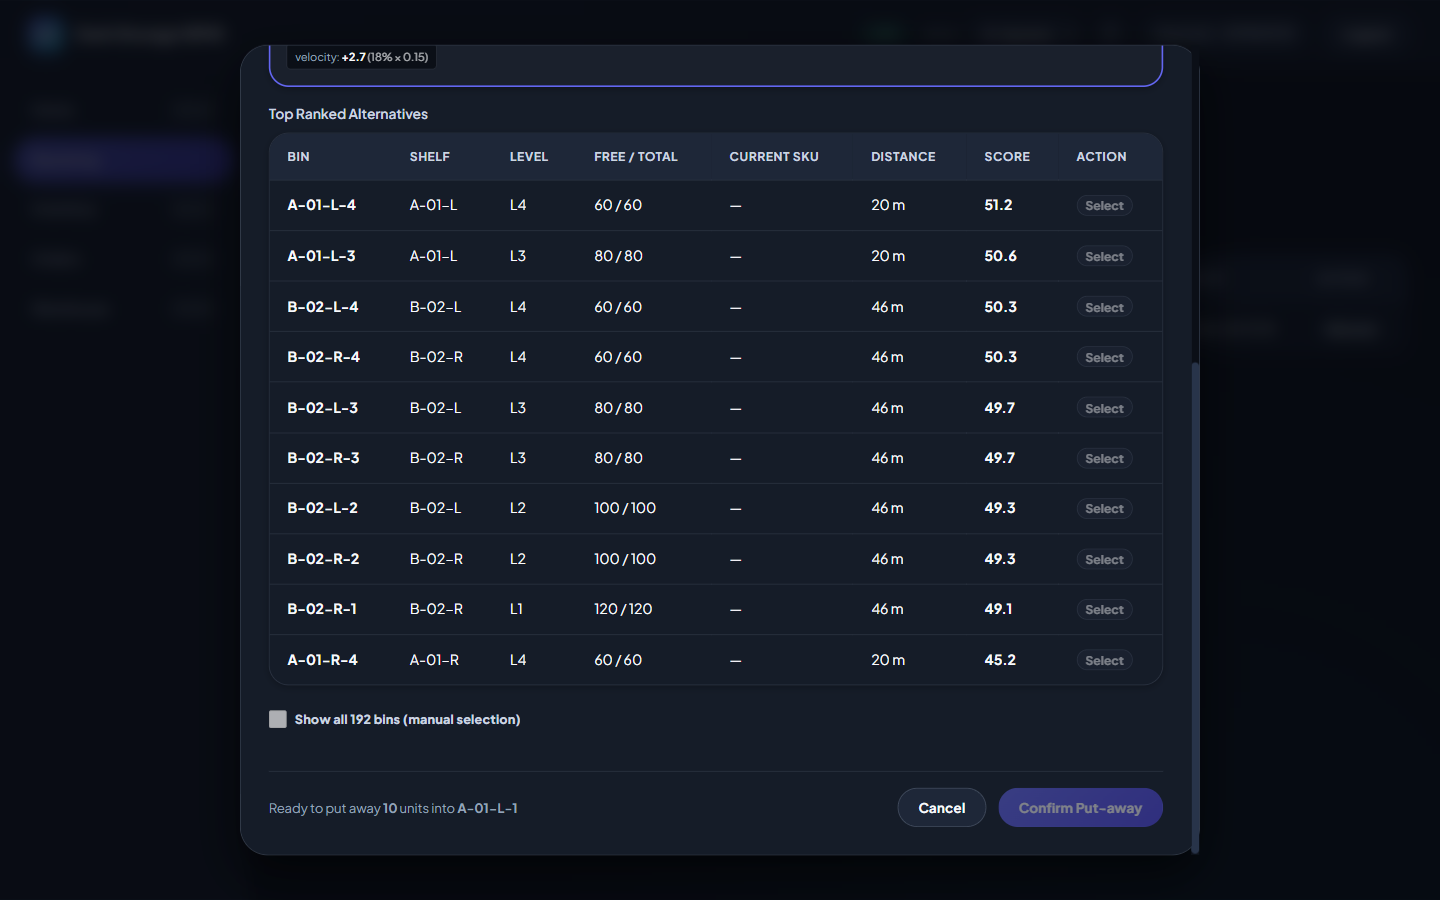 velocity: +2.7 (18% × 0.15)
Top Ranked Alternatives
BIN SHELF LEVEL FREE / TOTAL CURRENT SKU DISTANCE SCORE ACTION
A-01-L-4 A-01-L L4 60 / 60 — 20 m 51.2 Select
A-01-L-3 A-01-L L3 80 / 80 — 20 m 50.6 Select
B-02-L-4 B-02-L L4 60 / 60 — 46 m 50.3 Select
B-02-R-4 B-02-R L4 60 / 60 — 46 m 50.3 Select
B-02-L-3 B-02-L L3 80 / 80 — 46 m 49.7 Select
B-02-R-3 B-02-R L3 80 / 80 — 46 m 49.7 Select
B-02-L-2 B-02-L L2 100 / 100 — 46 m 49.3 Select
B-02-R-2 B-02-R L2 100 / 100 — 46 m 49.3 Select
B-02-R-1 B-02-R L1 120 / 120 — 46 m 49.1 Select
A-01-R-4 A-01-R L4 60 / 60 — 20 m 45.2 Select
Show all 192 bins (manual selection)
Ready to put away 10 units into A-01-L-1 Cancel Confirm Put-away